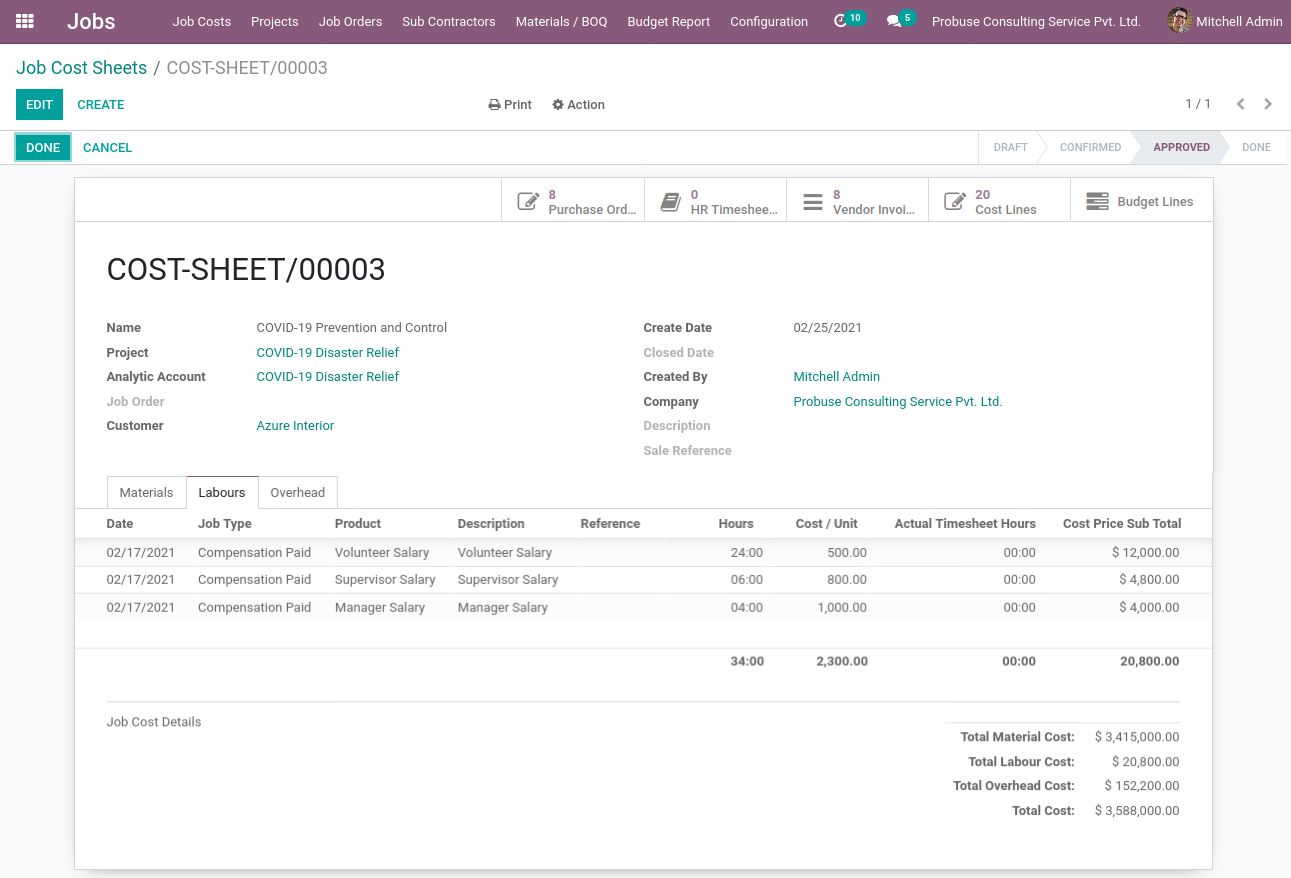 Jobs Job Costs Projects Job Orders Sub Contractors Materials / BOQ Budget Report Configuration 10 5 Probuse Consulting Service Pvt. Ltd. Mitchell Admin
Job Cost Sheets / COST-SHEET/00003
EDIT CREATE Print Action 1 / 1
DONE CANCEL DRAFT CONFIRMED APPROVED DONE
8 Purchase Ord... 0 HR Timeshee... 8 Vendor Invoi... 20 Cost Lines Budget Lines
COST-SHEET/00003
Name COVID-19 Prevention and Control Create Date 02/25/2021
Project COVID-19 Disaster Relief Closed Date
Analytic Account COVID-19 Disaster Relief Created By Mitchell Admin
Job Order Company Probuse Consulting Service Pvt. Ltd.
Customer Azure Interior Description
Sale Reference
Materials Labours Overhead
Date Job Type Product Description Reference Hours Cost / Unit Actual Timesheet Hours Cost Price Sub Total
02/17/2021 Compensation Paid Volunteer Salary Volunteer Salary 24:00 500.00 00:00 $ 12,000.00
02/17/2021 Compensation Paid Supervisor Salary Supervisor Salary 06:00 800.00 00:00 $ 4,800.00
02/17/2021 Compensation Paid Manager Salary Manager Salary 04:00 1,000.00 00:00 $ 4,000.00
34:00 2,300.00 00:00 20,800.00
Job Cost Details
Total Material Cost: $ 3,415,000.00
Total Labour Cost: $ 20,800.00
Total Overhead Cost: $ 152,200.00
Total Cost: $ 3,588,000.00